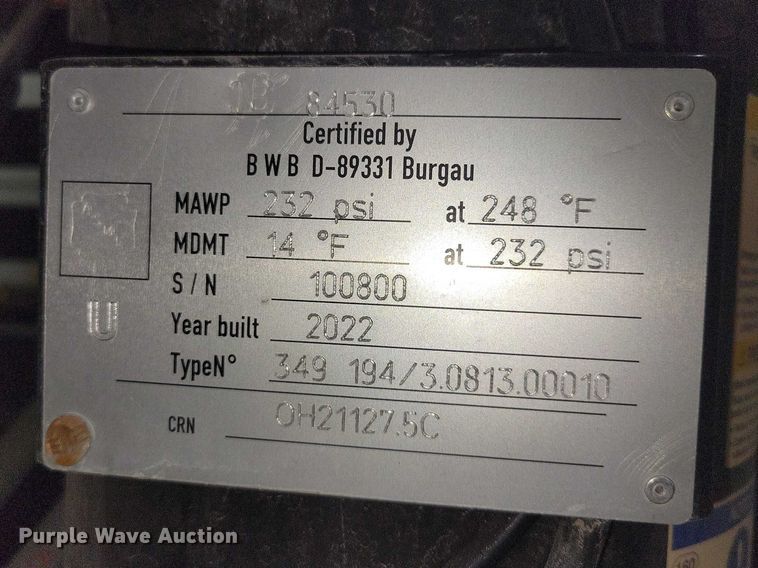 84530
Certified by
B W B D-89331 Burgau
MAWP 232 psi at 248 °F
MDMT 14 °F at 232 psi
S / N 100800
Year built 2022
TypeN° 349 194/3.0813.00010
CRN OH21127.5C
U
Purple Wave Auction